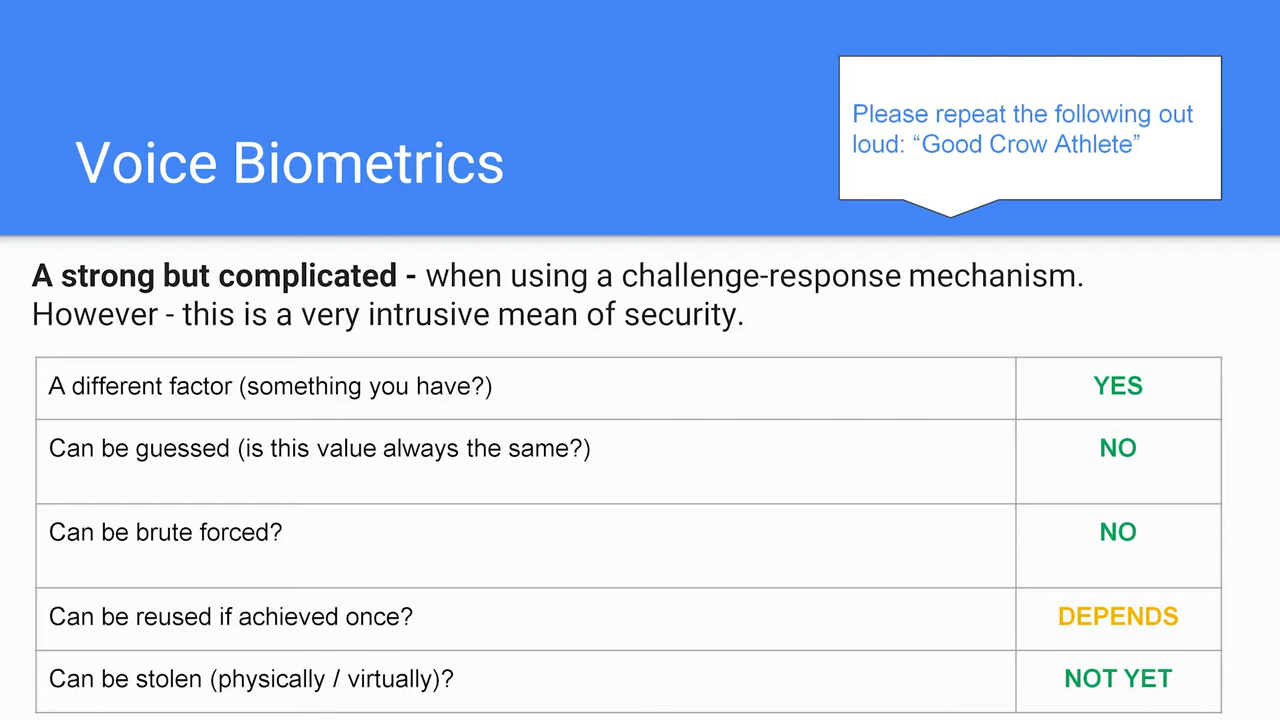 Please repeat the following out
loud: “Good Crow Athlete”
Voice Biometrics
A strong but complicated - when using a challenge-response mechanism.
However - this is a very intrusive mean of security.
A different factor (something you have?) YES
Can be guessed (is this value always the same?) NO
Can be brute forced? NO
Can be reused if achieved once? DEPENDS
Can be stolen (physically / virtually)? NOT YET